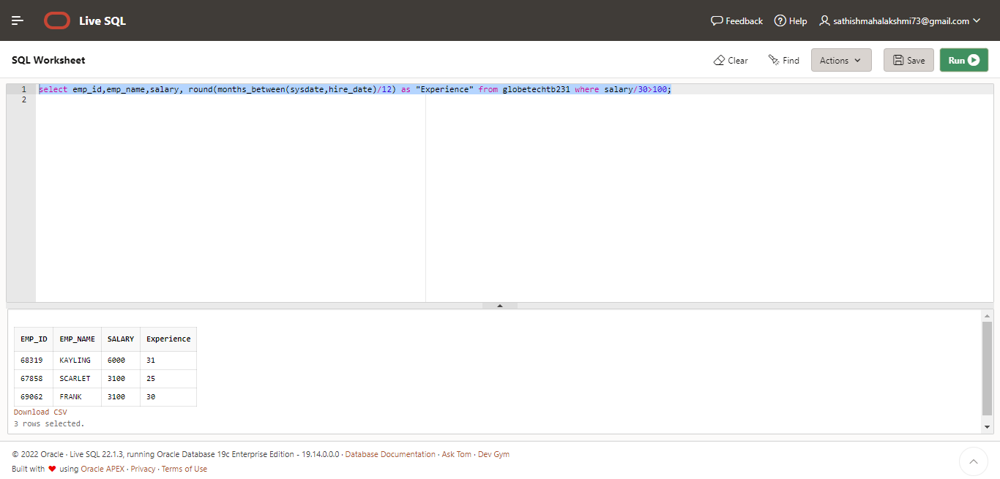 Live SQL Feedback Help sathishmahalakshmi73@gmail.com
SQL Worksheet Clear Find Actions Save Run
1 select emp_id,emp_name,salary, round(months_between(sysdate,hire_date)/12) as "Experience" from globetechtb231 where salary/30>100;
2
EMP_ID EMP_NAME SALARY Experience
68319 KAYLING 6000 31
67858 SCARLET 3100 25
69062 FRANK 3100 30
Download CSV
3 rows selected.
© 2022 Oracle · Live SQL 22.1.3, running Oracle Database 19c Enterprise Edition - 19.14.0.0.0 · Database Documentation · Ask Tom · Dev Gym
Built with ❤ using Oracle APEX · Privacy · Terms of Use